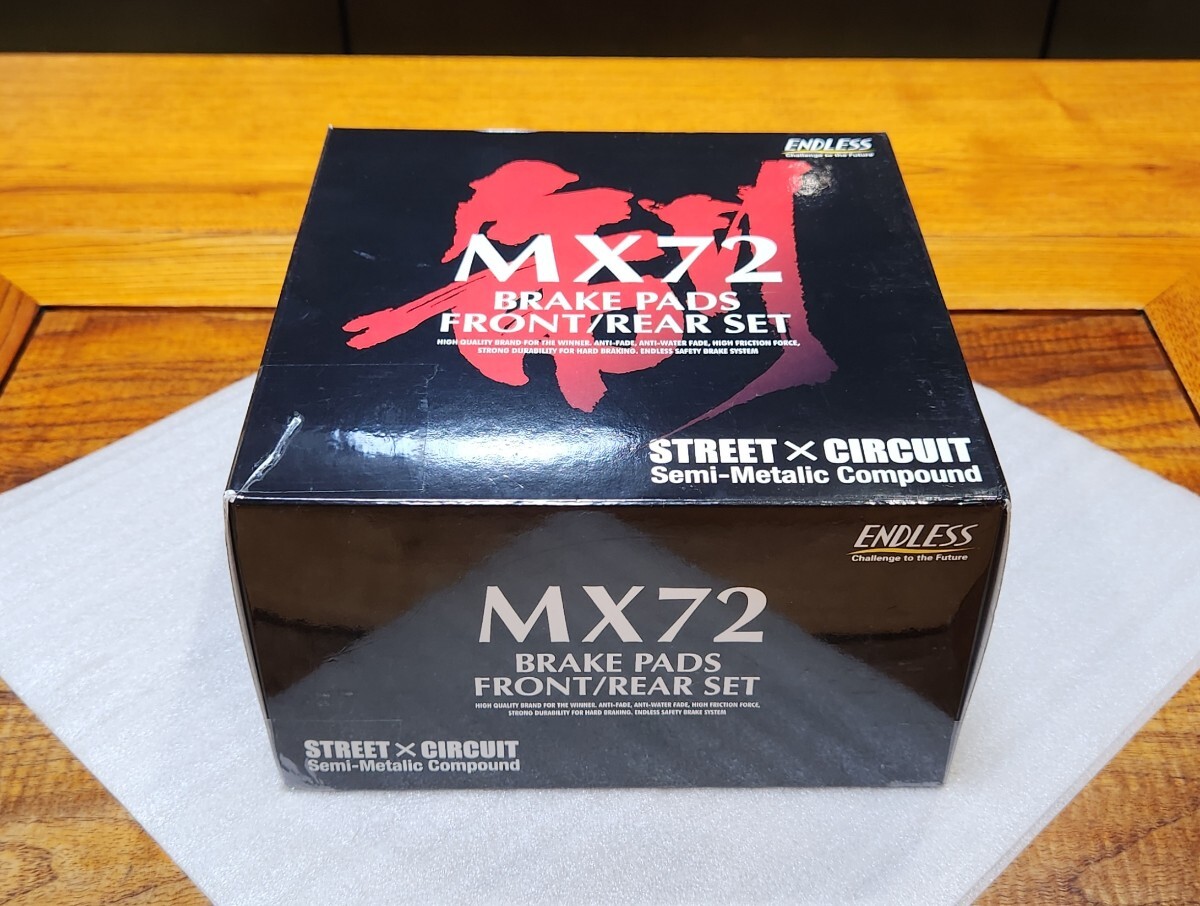 ENDLESS
Challenge to the Future
制
MX72
BRAKE PADS
FRONT/REAR SET
HIGH QUALITY BRAND FOR THE WINNER. ANTI-FADE, ANTI-WATER FADE, HIGH FRICTION FORCE,
STRONG DURABILITY FOR HARD BRAKING. ENDLESS SAFETY BRAKE SYSTEM
STREET×CIRCUIT
Semi-Metalic Compound
ENDLESS
Challenge to the Future
MX72
BRAKE PADS
FRONT/REAR SET
HIGH QUALITY BRAND FOR THE WINNER. ANTI-FADE, ANTI-WATER FADE, HIGH FRICTION FORCE,
STRONG DURABILITY FOR HARD BRAKING. ENDLESS SAFETY BRAKE SYSTEM
STREET×CIRCUIT
Semi-Metalic Compound